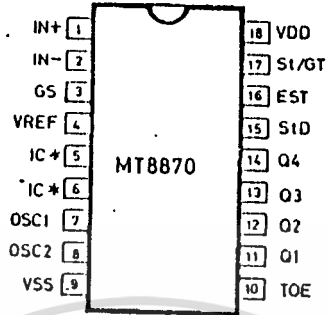 IN+ 1 18 VDD
IN- 2 17 St/GT
GS 3 16 EST
VREF 4 15 StD
IC* 5 14 Q4
MT8870
IC* 6 13 Q3
OSC1 7 12 Q2
OSC2 8 11 Q1
VSS 9 10 TOE